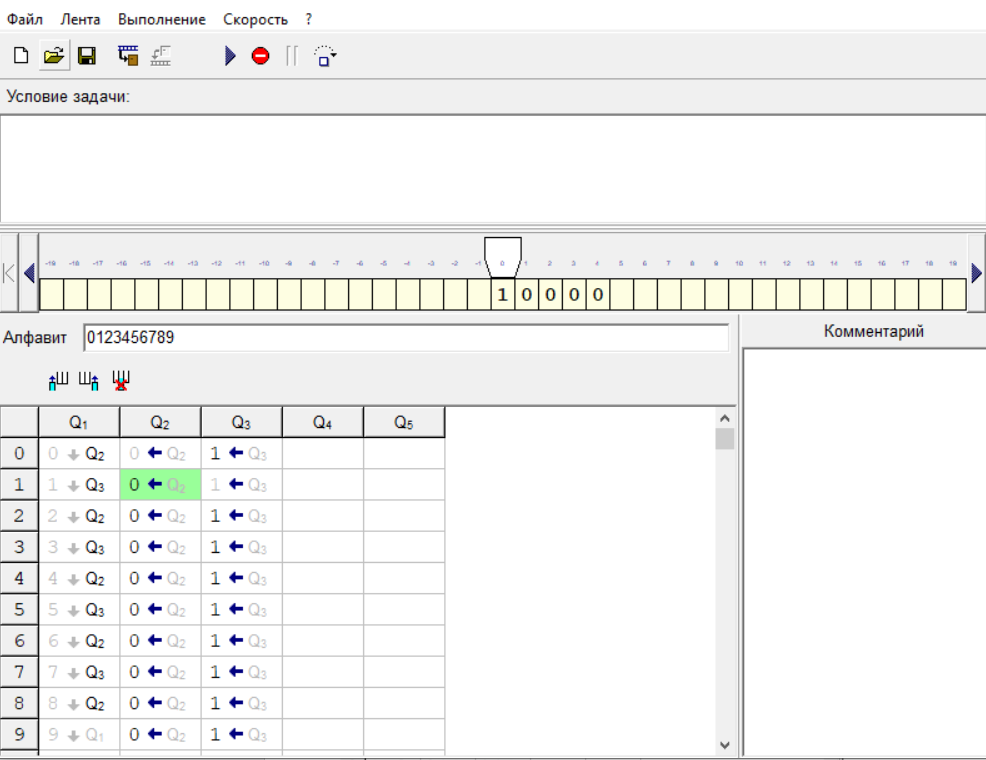 Файл Лента Выполнение Скорость ?
Условие задачи:
-19 -18 -17 -16 -15 -14 -13 -12 -11 -10 -9 -8 -7 -6 -5 -4 -3 -2 -1 0 1 2 3 4 5 6 7 8 9 10 11 12 13 14 15 16 17 18 19
1 0 0 0 0
Алфавит 0123456789
Комментарий
Q1 Q2 Q3 Q4 Q5
0 0 ↓ Q2 0 ← Q2 1 ← Q3
1 1 ↓ Q3 0 ← Q2 1 ← Q3
2 2 ↓ Q2 0 ← Q2 1 ← Q3
3 3 ↓ Q3 0 ← Q2 1 ← Q3
4 4 ↓ Q2 0 ← Q2 1 ← Q3
5 5 ↓ Q3 0 ← Q2 1 ← Q3
6 6 ↓ Q2 0 ← Q2 1 ← Q3
7 7 ↓ Q3 0 ← Q2 1 ← Q3
8 8 ↓ Q2 0 ← Q2 1 ← Q3
9 9 ↓ Q1 0 ← Q2 1 ← Q3